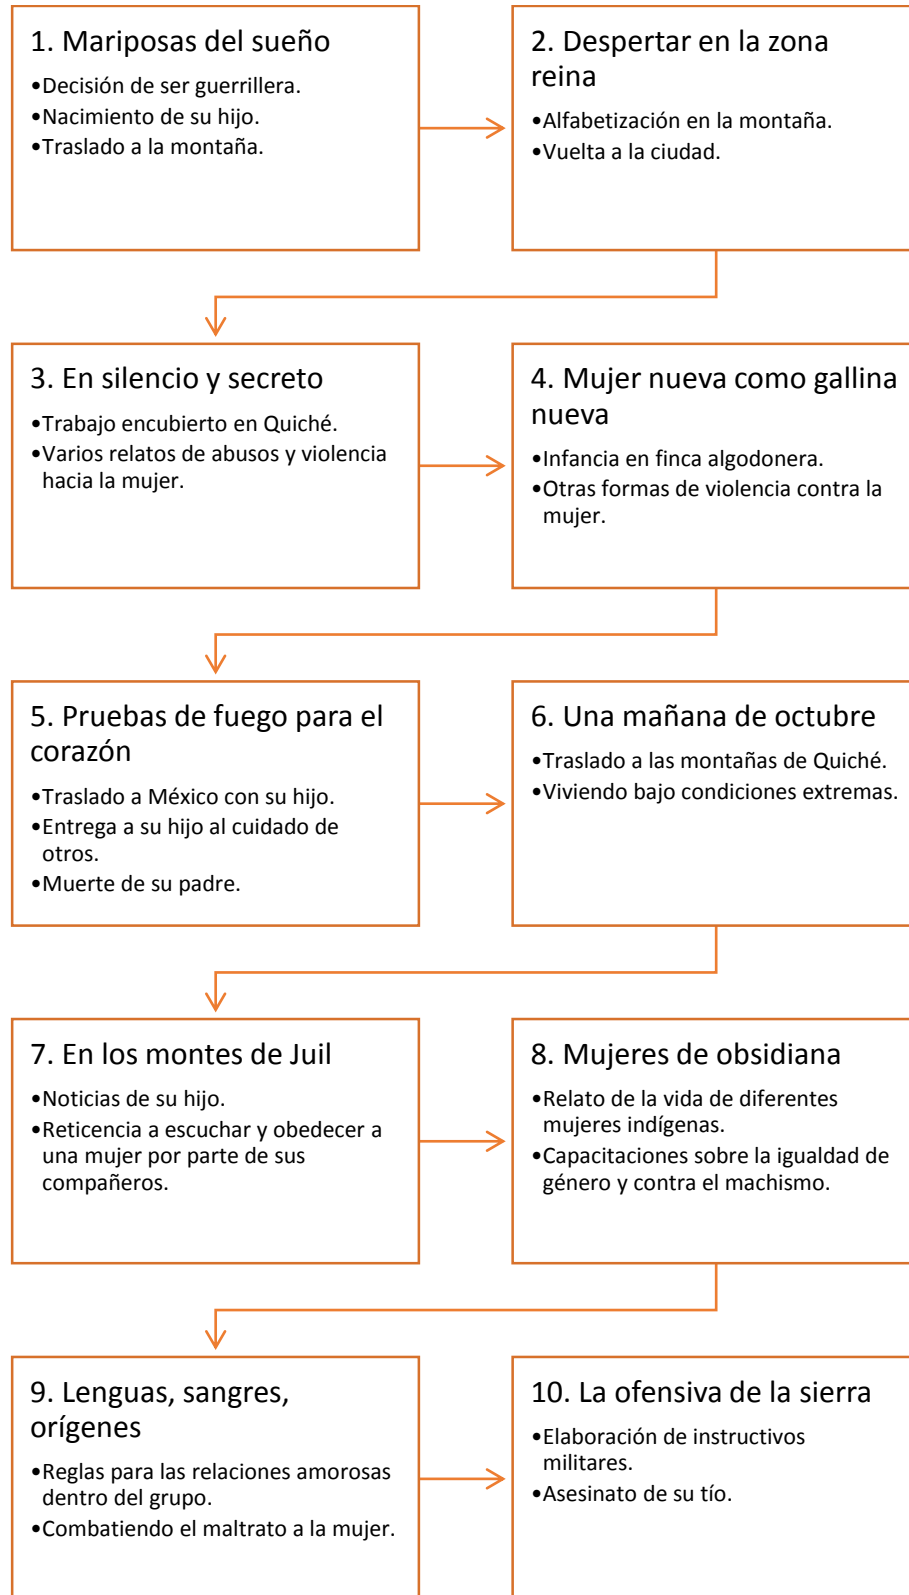 1. Mariposas del sueño
•Decisión de ser guerrillera.
•Nacimiento de su hijo.
•Traslado a la montaña.
2. Despertar en la zona
reina
•Alfabetización en la montaña.
•Vuelta a la ciudad.
3. En silencio y secreto
•Trabajo encubierto en Quiché.
•Varios relatos de abusos y violencia
hacia la mujer.
4. Mujer nueva como gallina
nueva
•Infancia en finca algodonera.
•Otras formas de violencia contra la
mujer.
5. Pruebas de fuego para el
corazón
•Traslado a México con su hijo.
•Entrega a su hijo al cuidado de
otros.
•Muerte de su padre.
6. Una mañana de octubre
•Traslado a las montañas de Quiché.
•Viviendo bajo condiciones extremas.
7. En los montes de Juil
•Noticias de su hijo.
•Reticencia a escuchar y obedecer a
una mujer por parte de sus
compañeros.
8. Mujeres de obsidiana
•Relato de la vida de diferentes
mujeres indígenas.
•Capacitaciones sobre la igualdad de
género y contra el machismo.
9. Lenguas, sangres,
orígenes
•Reglas para las relaciones amorosas
dentro del grupo.
•Combatiendo el maltrato a la mujer.
10. La ofensiva de la sierra
•Elaboración de instructivos
militares.
•Asesinato de su tío.